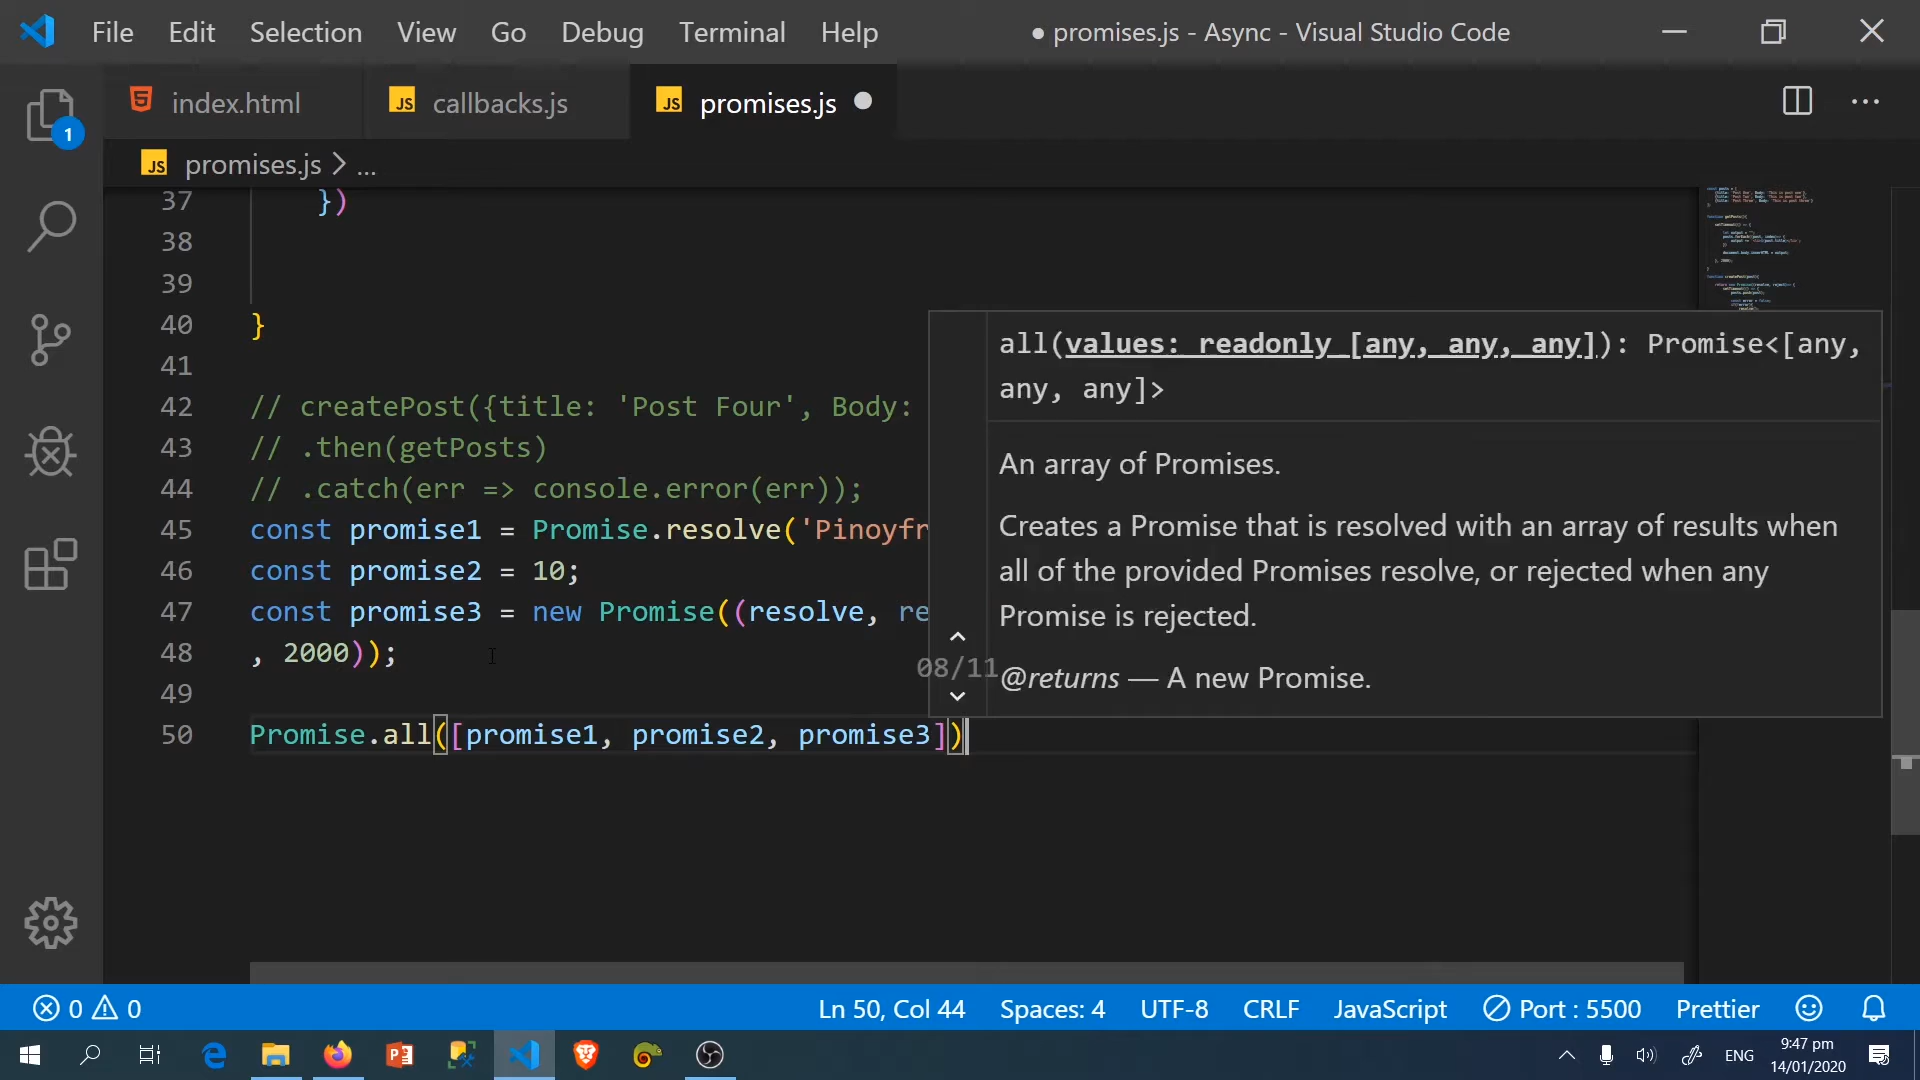 File Edit Selection View Go Debug Terminal Help
● promises.js - Async - Visual Studio Code
index.html
JS callbacks.js
JS promises.js
JS promises.js > ...
1
37 })
38
39
40 }
41
42 // createPost({title: 'Post Four', Body:
43 // .then(getPosts)
44 // .catch(err => console.error(err));
45 const promise1 = Promise.resolve('Pinoyfr
46 const promise2 = 10;
47 const promise3 = new Promise((resolve, re
48 , 2000));
49
50 Promise.all([promise1, promise2, promise3])
all(values: readonly [any, any, any]): Promise<[any,
any, any]>
An array of Promises.
Creates a Promise that is resolved with an array of results when
all of the provided Promises resolve, or rejected when any
Promise is rejected.
08/11
@returns — A new Promise.
0 0
Ln 50, Col 44 Spaces: 4 UTF-8 CRLF JavaScript Port : 5500 Prettier
ENG
9:47 pm
14/01/2020